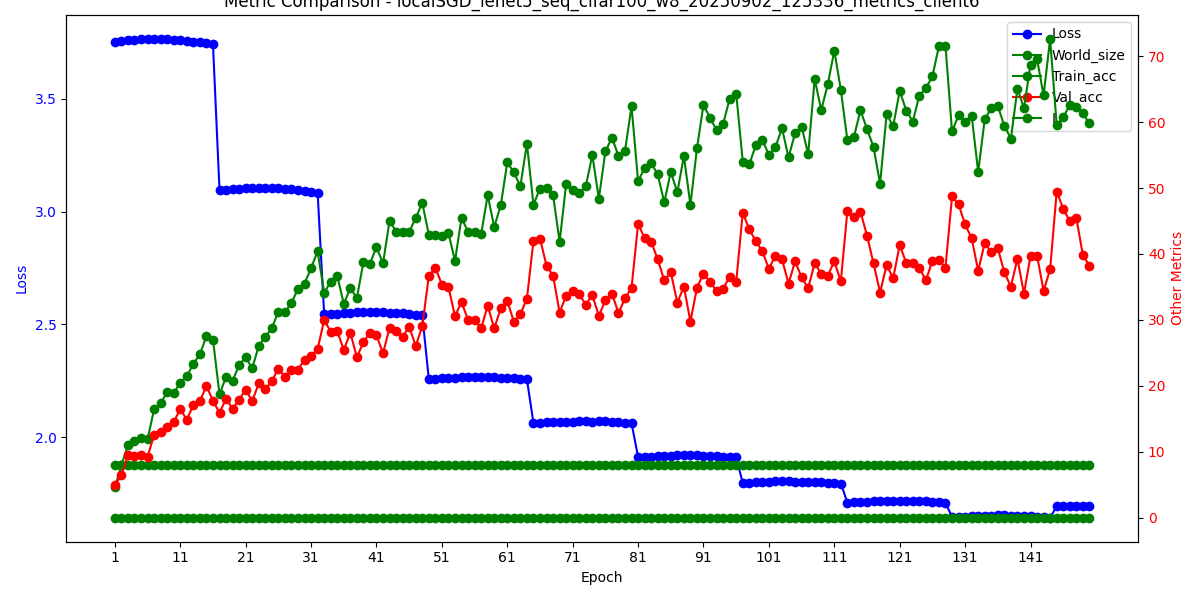 Metric Comparison - localSGD_lenet5_seq_cifar100_w8_20250902_125336_metrics_client6
Loss
World_size
Train_acc
Val_acc
3.5
3.0
2.5
2.0
Loss
70
60
50
40
30
20
10
0
Other Metrics
1 11 21 31 41 51 61 71 81 91 101 111 121 131 141
Epoch